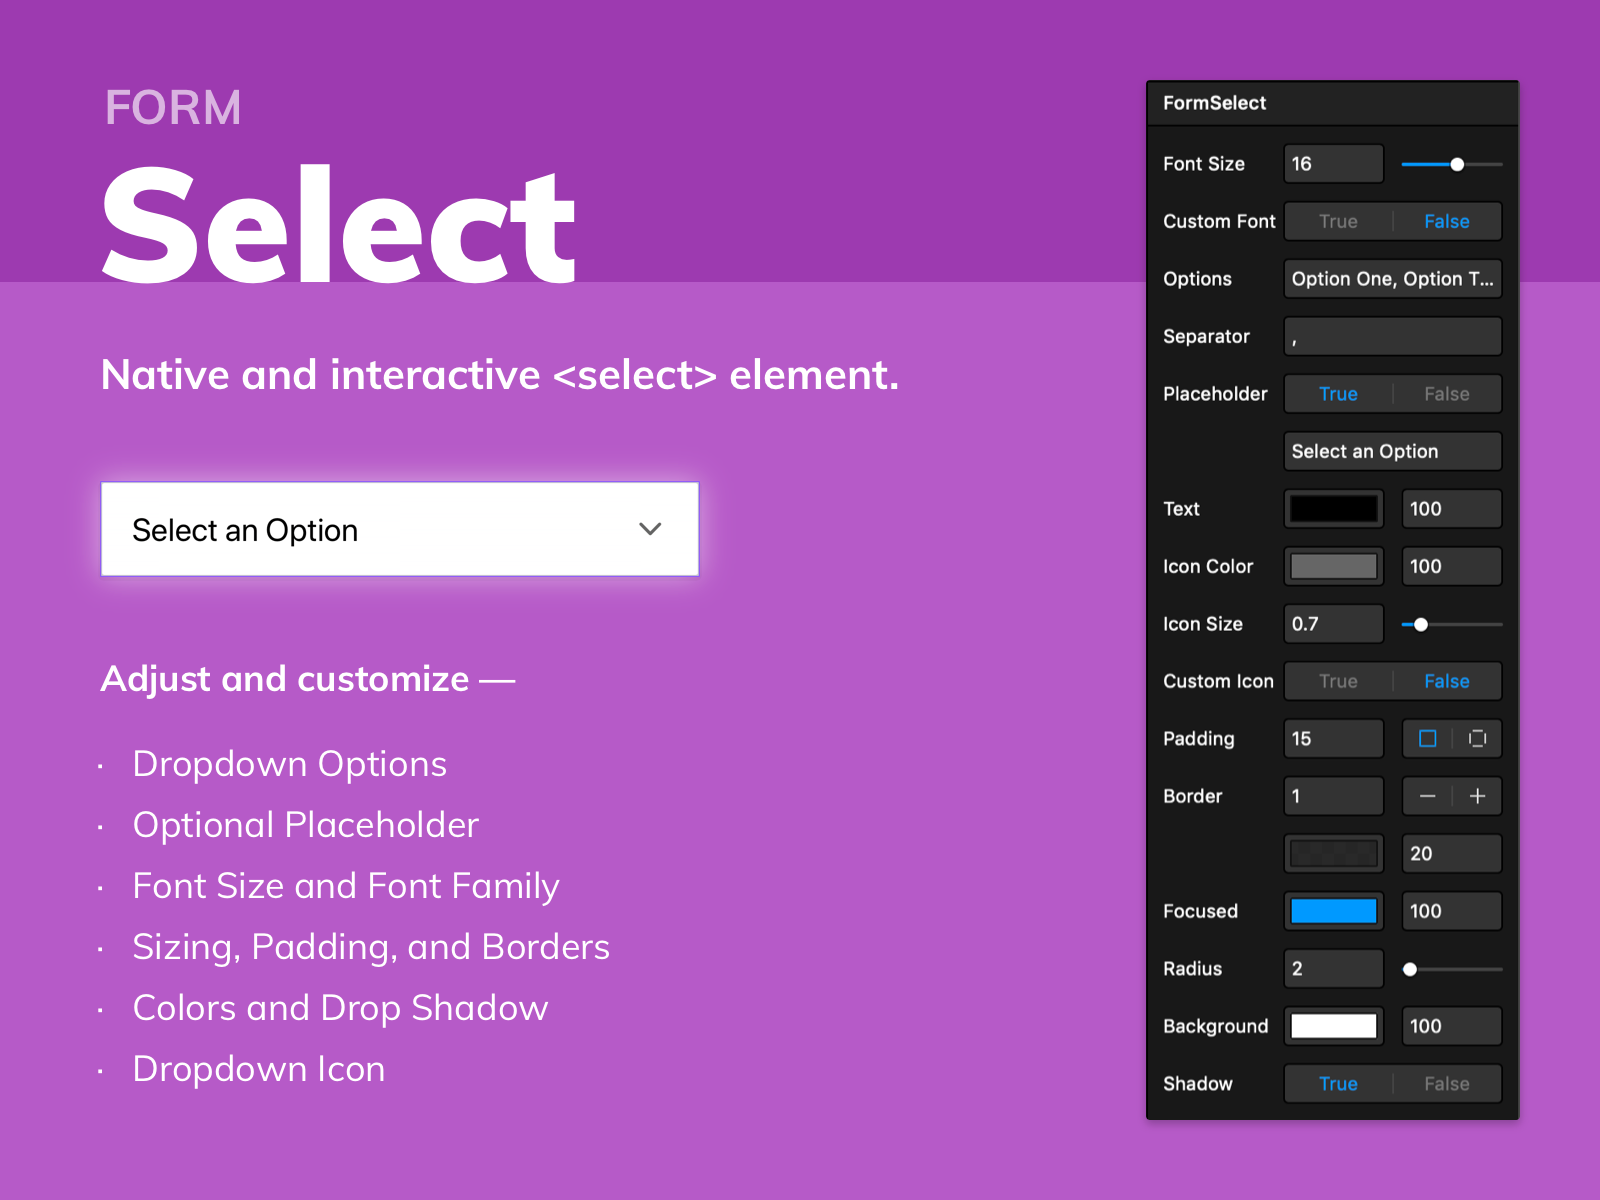 FORM
Select
Native and interactive <select> element.
Select an Option
Adjust and customize —
· Dropdown Options
· Optional Placeholder
· Font Size and Font Family
· Sizing, Padding, and Borders
· Colors and Drop Shadow
· Dropdown Icon
FormSelect
Font Size 16
Custom Font True False
Options Option One, Option T...
Separator ,
Placeholder True False
Select an Option
Text 100
Icon Color 100
Icon Size 0.7
Custom Icon True False
Padding 15
Border 1 − +
20
Focused 100
Radius 2
Background 100
Shadow True False